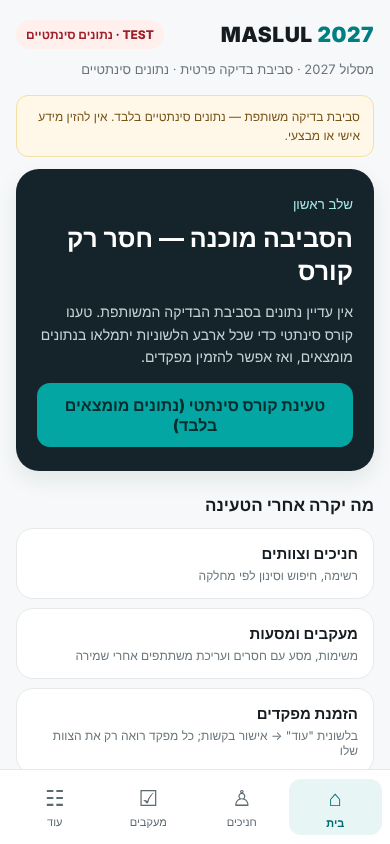 MASLUL 2027
TEST · נתונים סינתטיים
מסלול 2027 · סביבת בדיקה פרטית · נתונים סינתטיים
סביבת בדיקה משותפת — נתונים סינתטיים בלבד. אין להזין מידע
אישי או מבצעי.
שלב ראשון
הסביבה מוכנה — חסר רק
קורס
אין עדיין נתונים בסביבת הבדיקה המשותפת. טענו
קורס סינתטי כדי שכל ארבע הלשוניות יתמלאו בנתונים
מומצאים, ואז אפשר להזמין מפקדים.
טעינת קורס סינתטי (נתונים מומצאים
בלבד)
מה יקרה אחרי הטעינה
חניכים וצוותים
רשימה, חיפוש וסינון לפי מחלקה
מעקבים ומסעות
משימות, מסע עם חסרים ועריכת משתתפים אחרי שמירה
הזמנת מפקדים
בלשונית "עוד" → אישור בקשות; כל מפקד רואה רק את הצוות
שלו
בית
חניכים
מעקבים
עוד